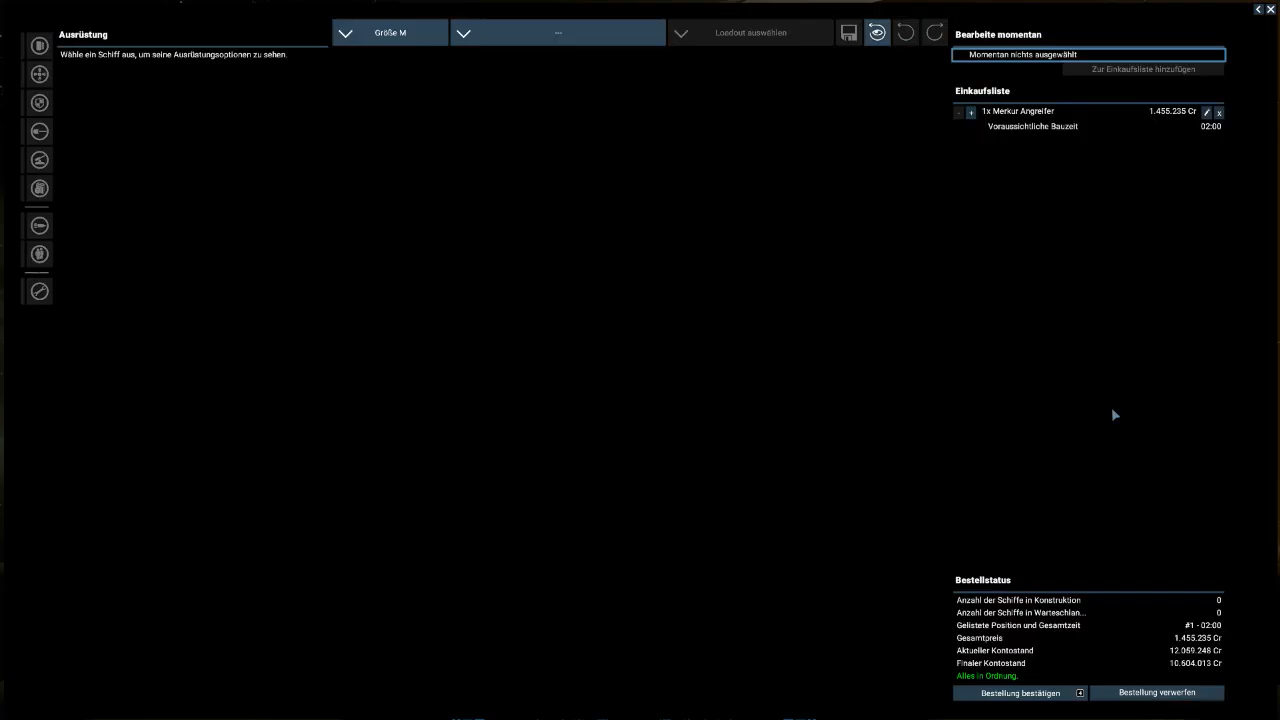 Ausrüstung
Wähle ein Schiff aus, um seine Ausrüstungsoptionen zu sehen.
Größe M
---
Loadout auswählen
Bearbeite momentan
Momentan nichts ausgewählt
Zur Einkaufsliste hinzufügen
Einkaufsliste
- + 1x Merkur Angreifer 1.455.235 Cr x
Voraussichtliche Bauzeit 02:00
Bestellstatus
Anzahl der Schiffe in Konstruktion 0
Anzahl der Schiffe in Warteschlan... 0
Gelistete Position und Gesamtzeit #1 - 02:00
Gesamtpreis 1.455.235 Cr
Aktueller Kontostand 12.059.248 Cr
Finaler Kontostand 10.604.013 Cr
Alles in Ordnung.
Bestellung bestätigen
Bestellung verwerfen